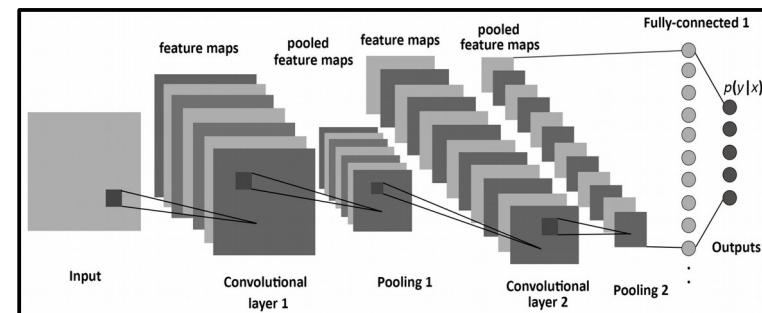 Fully-connected 1
feature maps
pooled
feature maps
feature maps
pooled
feature maps
p(y|x)
Input
Convolutional
layer 1
Pooling 1
Convolutional
layer 2
Pooling 2
Outputs